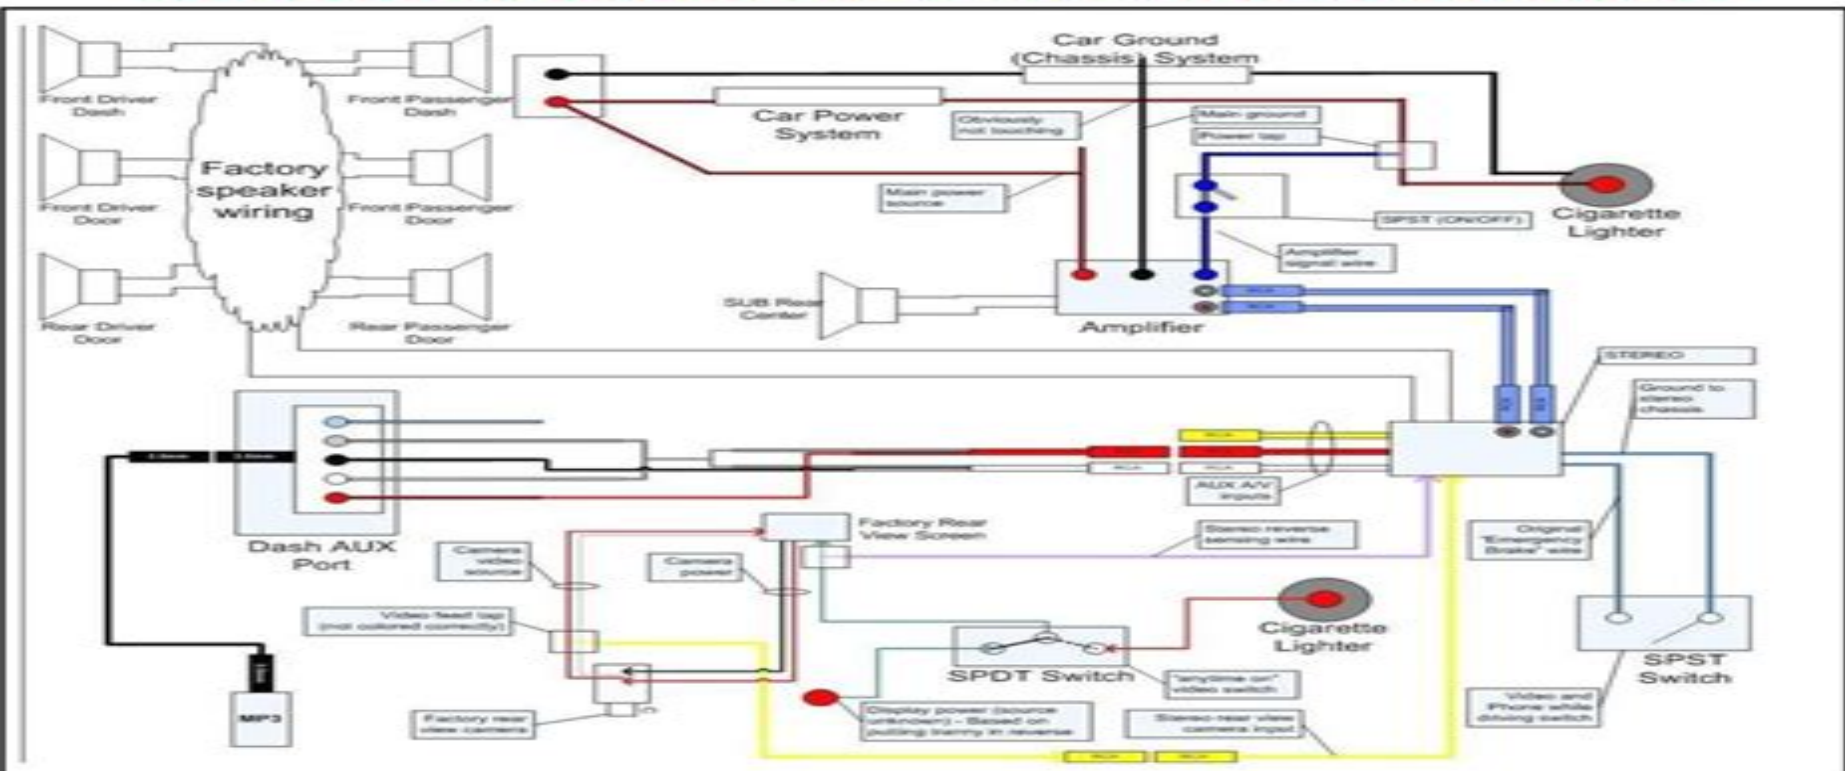 Car Ground
(Chassis) System
Front Driver
Dash
Front Passenger
Dash
Car Power
System
Obviously
not touching
Main ground
Power tap
Factory
speaker
wiring
Front Driver
Door
Front Passenger
Door
Main power
source
SPST (ON/OFF)
Cigarette
Lighter
Amplifier
signal wire
SUB Rear
Center
Rear Driver
Door
Rear Passenger
Door
Amplifier
STEREO
Ground to
stereo
chassis
RCA
RCA
RCA
RCA
AUX A/V
inputs
Dash AUX
Port
Factory Rear
View Screen
Stereo reverse
sensing wire
Original
"Emergency
Brake" wire
Camera
video
source
Camera
power
Video feed tap
(not colored correctly)
Cigarette
Lighter
SPDT Switch
SPST
Switch
"anytime on"
video switch
MP3
Factory rear
view camera
Display power (source
unknown) - Based on
putting tranny in reverse
Stereo rear view
camera input
Video and
Phone while
driving switch
RCA
RCA